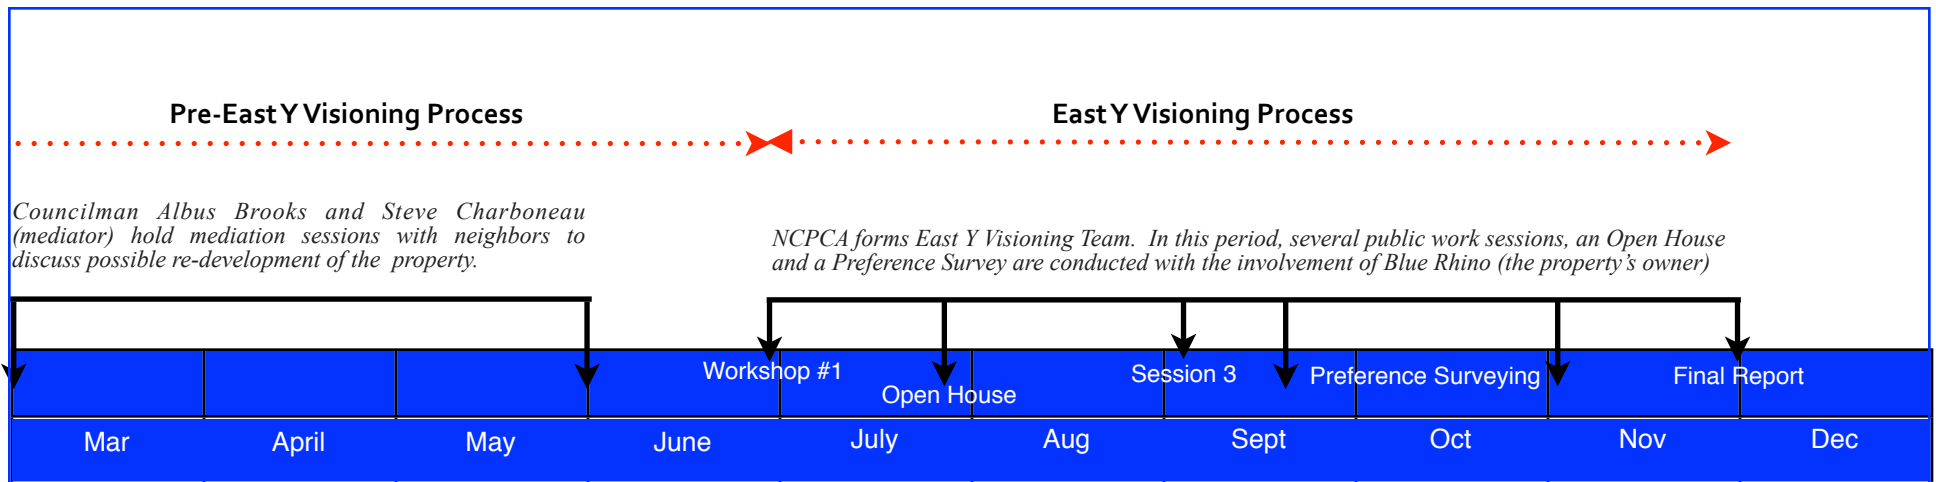 Pre-East Y Visioning Process
East Y Visioning Process
Councilman Albus Brooks and Steve Charboneau
(mediator) hold mediation sessions with neighbors to
discuss possible re-development of the property.
NCPCA forms East Y Visioning Team. In this period, several public work sessions, an Open House
and a Preference Survey are conducted with the involvement of Blue Rhino (the property's owner)
Workshop #1
Open House
Session 3
Preference Surveying
Final Report
Mar
April
May
June
July
Aug
Sept
Oct
Nov
Dec